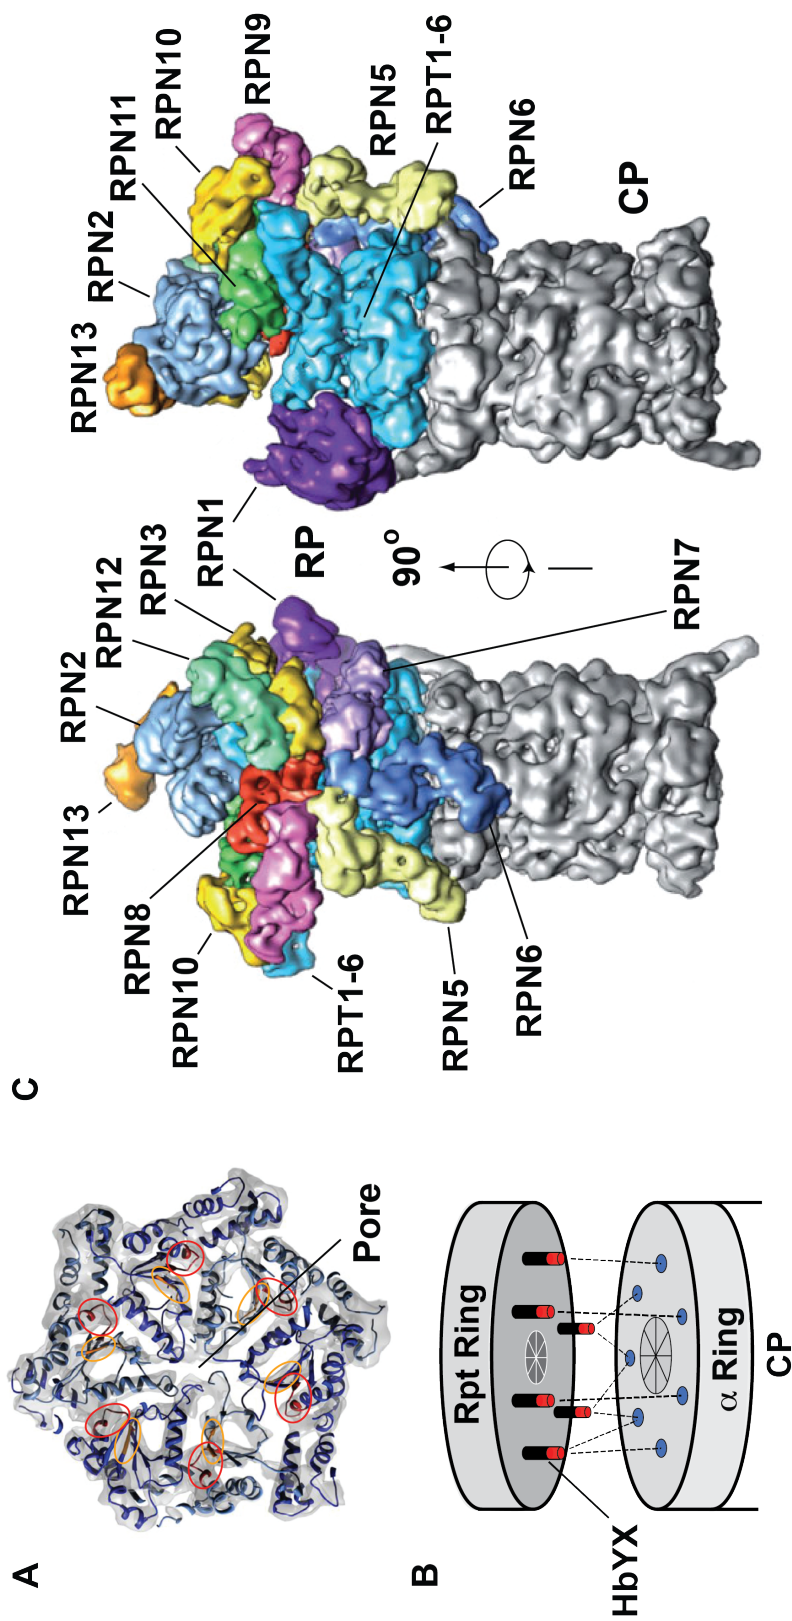 A
Pore
B
Rpt Ring
HbYX
α Ring
CP
C
RPN13
RPN2
RPN12
RPN3
RPN1
RPN8
RPN10
RPT1-6
RPN5
RPN6
RPN7
RP
90°
RPN13
RPN2
RPN11
RPN10
RPN9
RPN5
RPT1-6
RPN6
CP